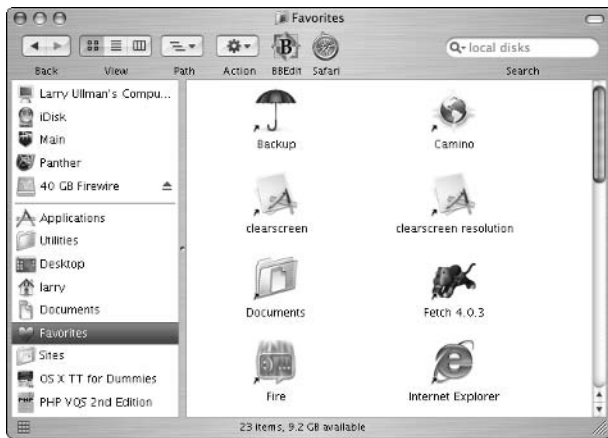 Favorites
Back
View
Path
Action
BBEdit
Safari
local disks
Search
Larry Ullman's Compu...
iDisk
Main
Panther
40 GB Firewire
Applications
Utilities
Desktop
larry
Documents
Favorites
Sites
OS X TT for Dummies
PHP VQS 2nd Edition
Backup
Camino
clearscreen
clearscreen resolution
Documents
Fetch 4.0.3
Fire
Internet Explorer
23 items, 9.2 GB available